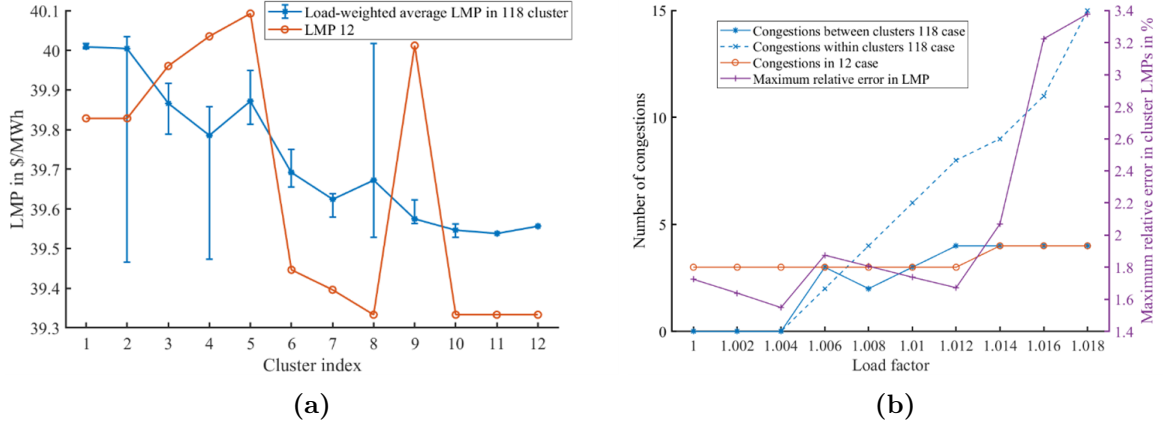 40.1
40
39.9
39.8
39.7
39.6
39.5
39.4
39.3
LMP in $/MWh
Load-weighted average LMP in 118 cluster
LMP 12
1 2 3 4 5 6 7 8 9 10 11 12
Cluster index
(a)
15
10
5
0
Number of congestions
Congestions between clusters 118 case
Congestions within clusters 118 case
Congestions in 12 case
Maximum relative error in LMP
3.4
3.2
3
2.8
2.6
2.4
2.2
2
1.8
1.6
1.4
Maximum relative error in cluster LMPs in %
1 1.002 1.004 1.006 1.008 1.01 1.012 1.014 1.016 1.018
Load factor
(b)